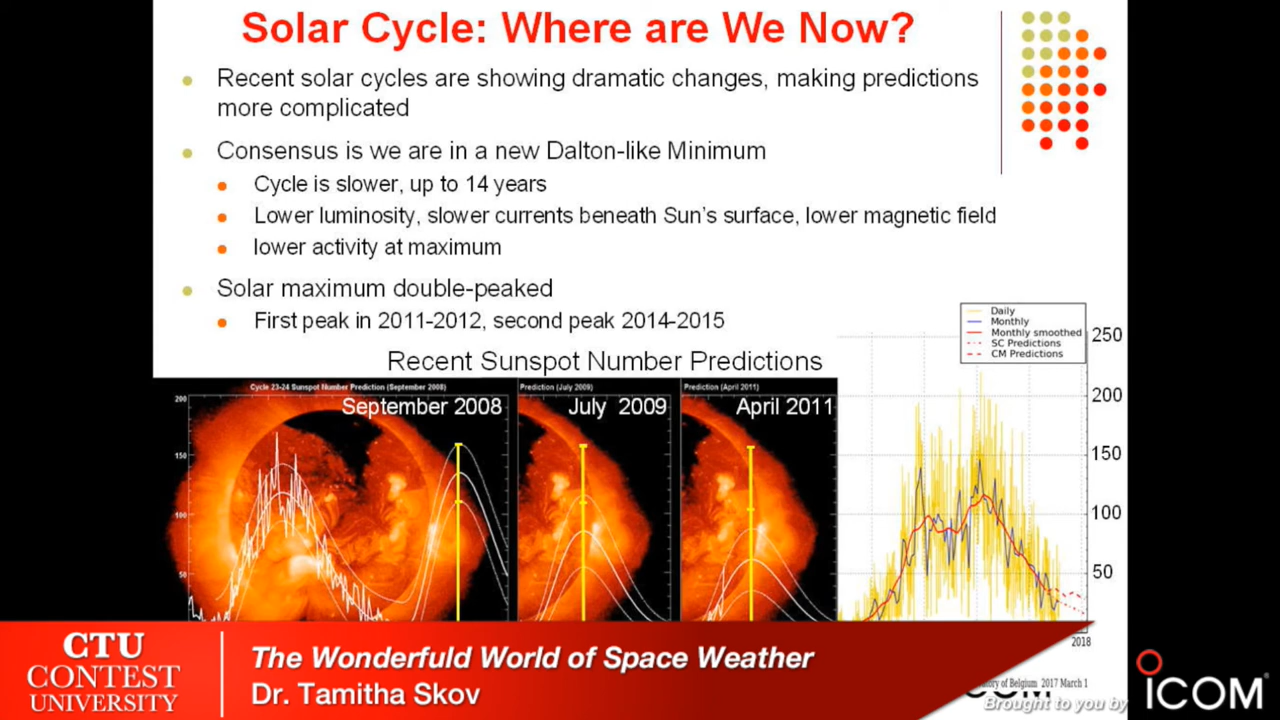 Solar Cycle: Where are We Now?
Recent solar cycles are showing dramatic changes, making predictions
more complicated
Consensus is we are in a new Dalton-like Minimum
Cycle is slower, up to 14 years
Lower luminosity, slower currents beneath Sun's surface, lower magnetic field
lower activity at maximum
Solar maximum double-peaked
First peak in 2011-2012, second peak 2014-2015
Recent Sunspot Number Predictions
Cycle 23-24 Sunspot Number Prediction (September 2008)
Prediction (July 2009)
Prediction (April 2011)
September 2008
July 2009
April 2011
200
150
100
50
Daily
Monthly
Monthly smoothed
SC Predictions
CM Predictions
250
200
150
100
50
2018
of Belgium 2017 March 1
CTU
CONTEST
UNIVERSITY
The Wonderfuld World of Space Weather
Dr. Tamitha Skov
Brought to you by
ICOM